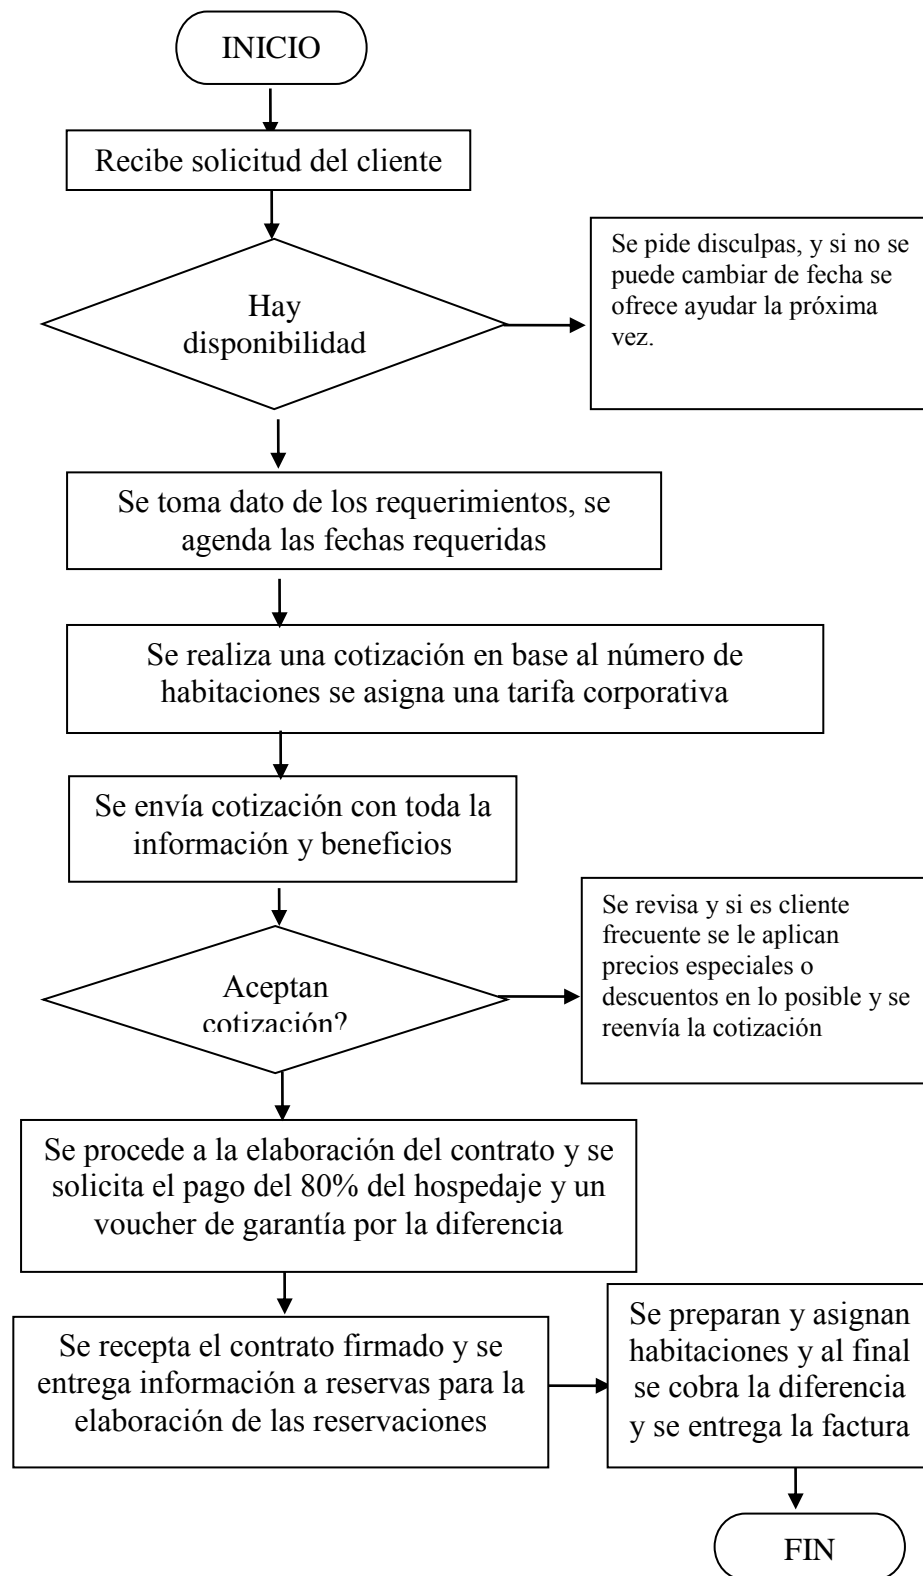 INICIO
Recibe solicitud del cliente
Se pide disculpas, y si no se
puede cambiar de fecha se
ofrece ayudar la próxima
vez.
Hay
disponibilidad
Se toma dato de los requerimientos, se
agenda las fechas requeridas
Se realiza una cotización en base al número de
habitaciones se asigna una tarifa corporativa
Se envía cotización con toda la
información y beneficios
Se revisa y si es cliente
frecuente se le aplican
precios especiales o
descuentos en lo posible y se
reenvía la cotización
Aceptan
cotización?
Se procede a la elaboración del contrato y se
solicita el pago del 80% del hospedaje y un
voucher de garantía por la diferencia
Se recepta el contrato firmado y se
entrega información a reservas para la
elaboración de las reservaciones
Se preparan y asignan
habitaciones y al final
se cobra la diferencia
y se entrega la factura
FIN